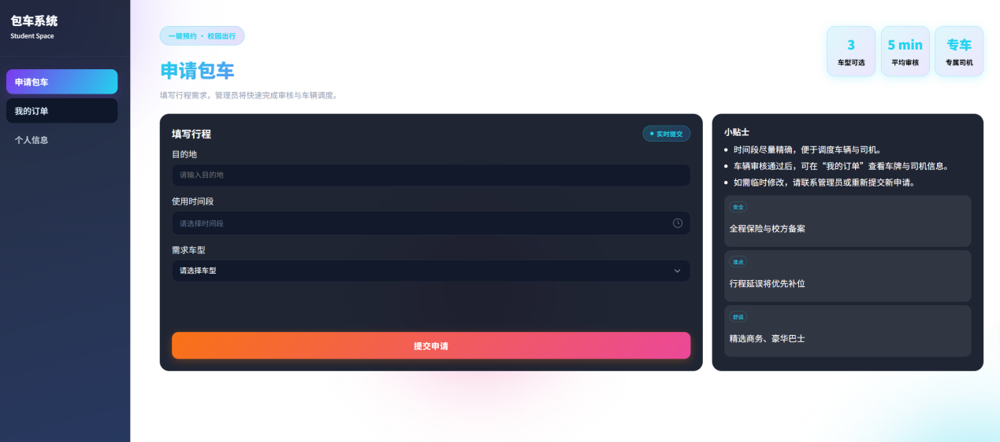 包车系统
Student Space
申请包车
我的订单
个人信息
一键预约 · 校园出行
申请包车
填写行程需求，管理员将快速完成审核与车辆调度。
3
车型可选
5 min
平均审核
专车
专属司机
填写行程
实时提交
目的地
请输入目的地
使用时间段
请选择时间段
需求车型
请选择车型
提交申请
小贴士
时间段尽量精确，便于调度车辆与司机。
车辆审核通过后，可在“我的订单”查看车牌与司机信息。
如需临时修改，请联系管理员或重新提交新申请。
安全
全程保险与校方备案
准点
行程延误将优先补位
舒适
精选商务、豪华巴士